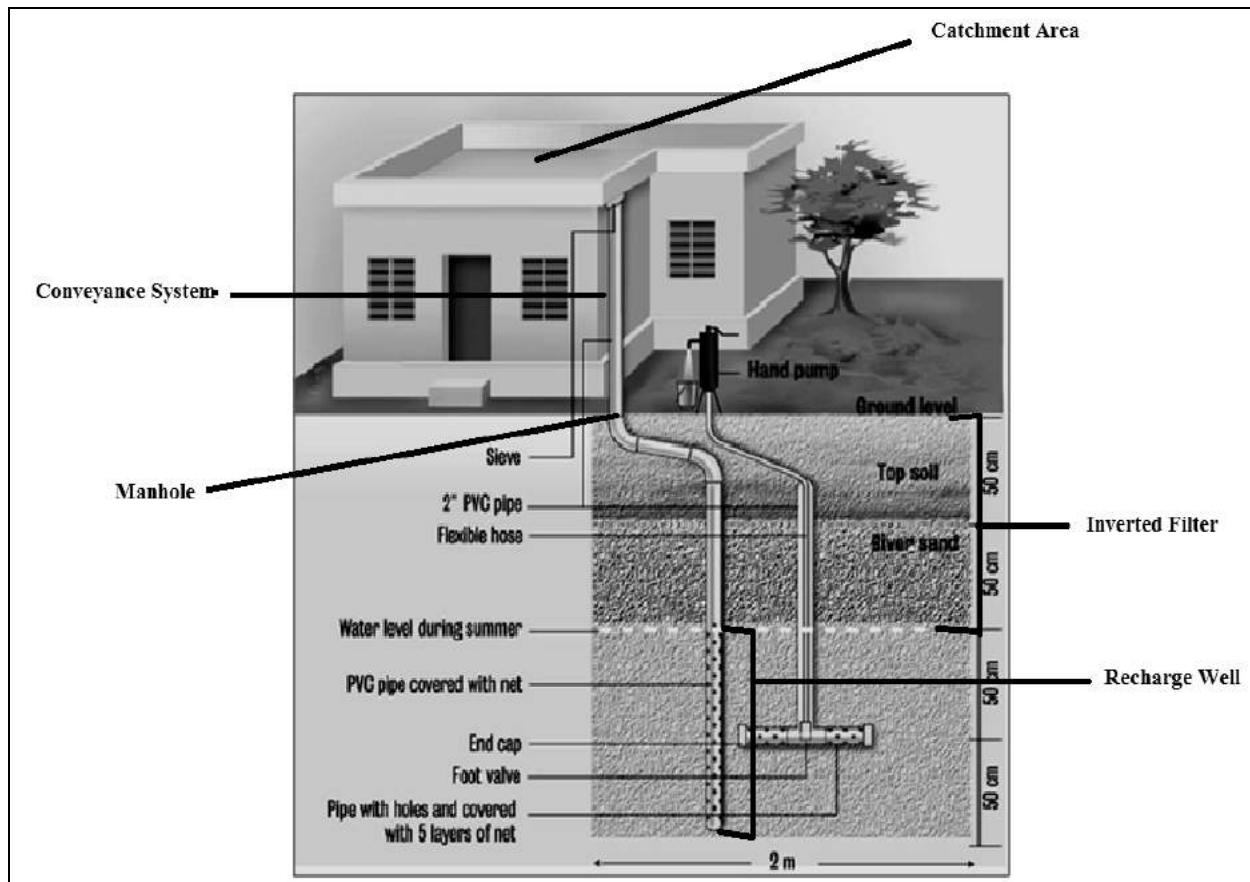 Catchment Area
Conveyance System
Hand pump
Ground level
Sieve
Top soil
50 cm
Manhole
2" PVC pipe
Flexible hose
River sand
Inverted Filter
50 cm
Water level during summer
PVC pipe covered with net
50 cm
Recharge Well
End cap
Foot valve
Pipe with holes and covered
with 5 layers of net
50 cm
2 m